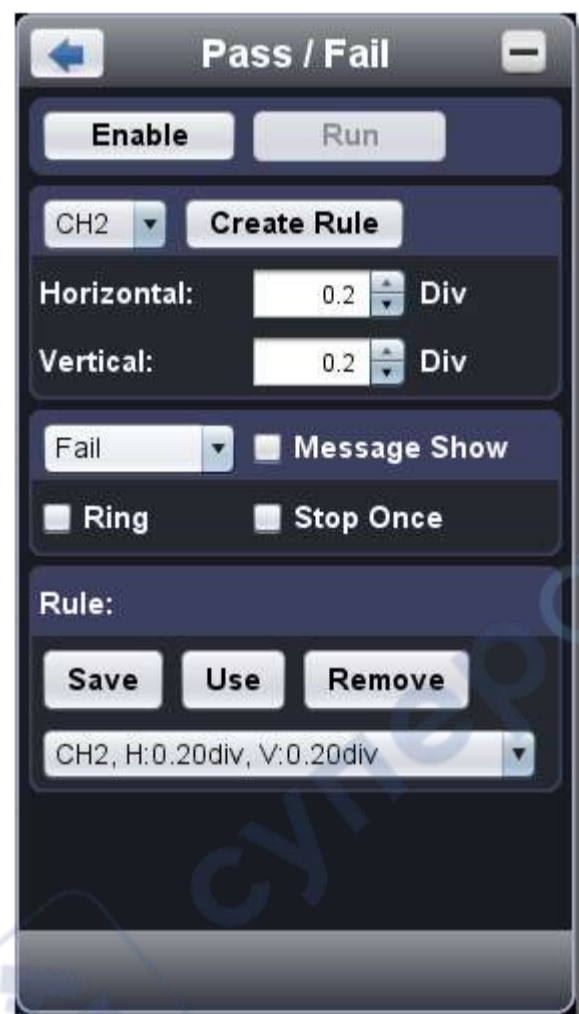 Pass / Fail
Enable Run
CH2 Create Rule
Horizontal: 0.2 Div
Vertical: 0.2 Div
Fail Message Show
Ring Stop Once
Rule:
Save Use Remove
CH2, H:0.20div, V:0.20div